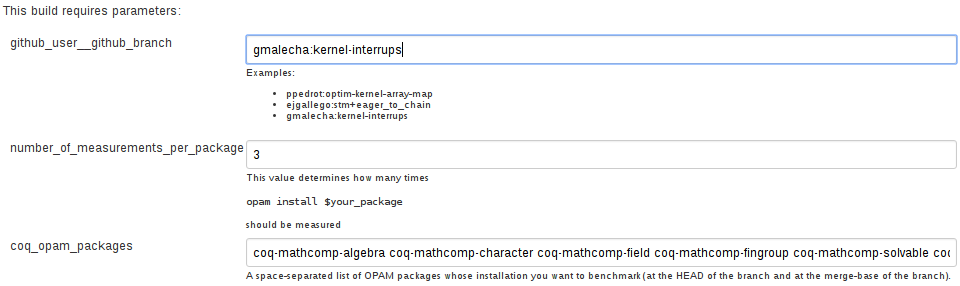 This build requires parameters:
github_user__github_branch
gmalecha:kernel-interrups
Examples:
ppedrot:optim-kernel-array-map
ejgallego:stm+eager_to_chain
gmalecha:kernel-interrups
number_of_measurements_per_package
3
This value determines how many times
opam install $your_package
should be measured
coq_opam_packages
coq-mathcomp-algebra coq-mathcomp-character coq-mathcomp-field coq-mathcomp-fingroup coq-mathcomp-solvable
A space-separated list of OPAM packages whose installation you want to benchmark (at the HEAD of the branch and at the merge-base of the branch).